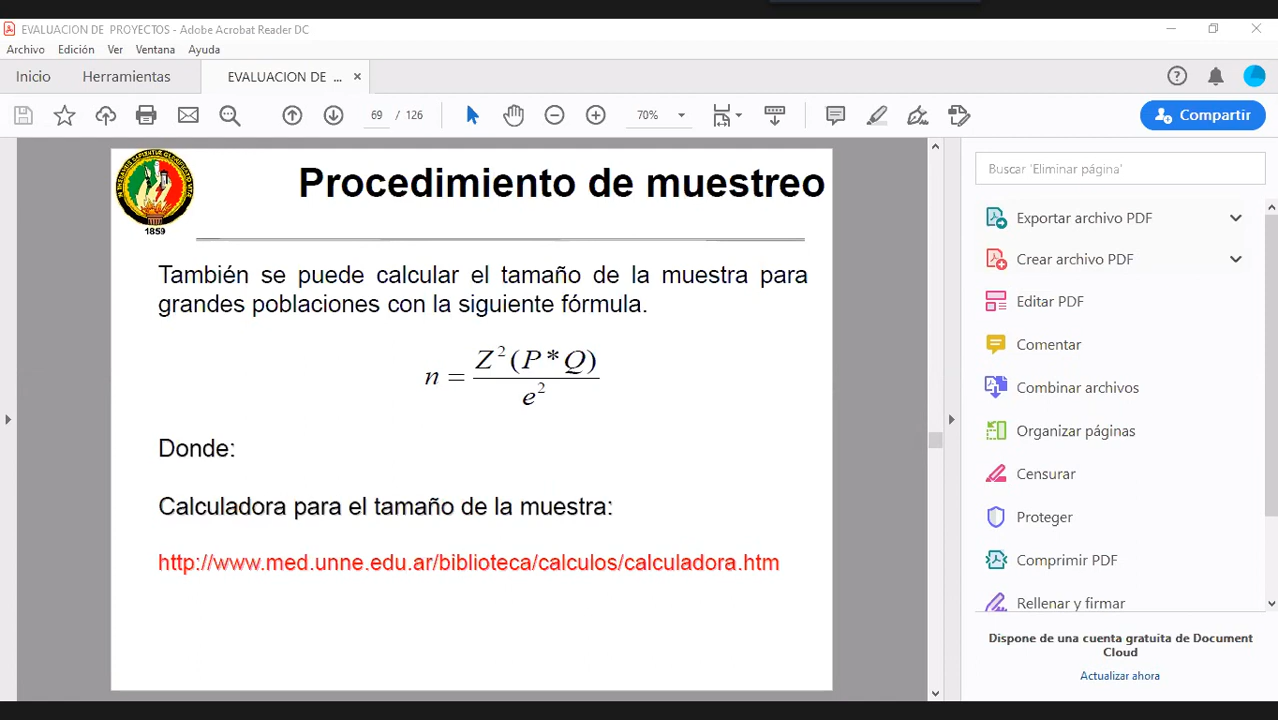 EVALUACION DE PROYECTOS - Adobe Acrobat Reader DC
Archivo Edición Ver Ventana Ayuda
Inicio Herramientas EVALUACION DE ... ×
69 / 126 70% Compartir
Procedimiento de muestreo
1859
También se puede calcular el tamaño de la muestra para
grandes poblaciones con la siguiente fórmula.
n = Z²(P*Q) / e²
Donde:
Calculadora para el tamaño de la muestra:
http://www.med.unne.edu.ar/biblioteca/calculos/calculadora.htm
Buscar 'Eliminar página'
Exportar archivo PDF
Crear archivo PDF
Editar PDF
Comentar
Combinar archivos
Organizar páginas
Censurar
Proteger
Comprimir PDF
Rellenar y firmar
Dispone de una cuenta gratuita de Document
Cloud
Actualizar ahora